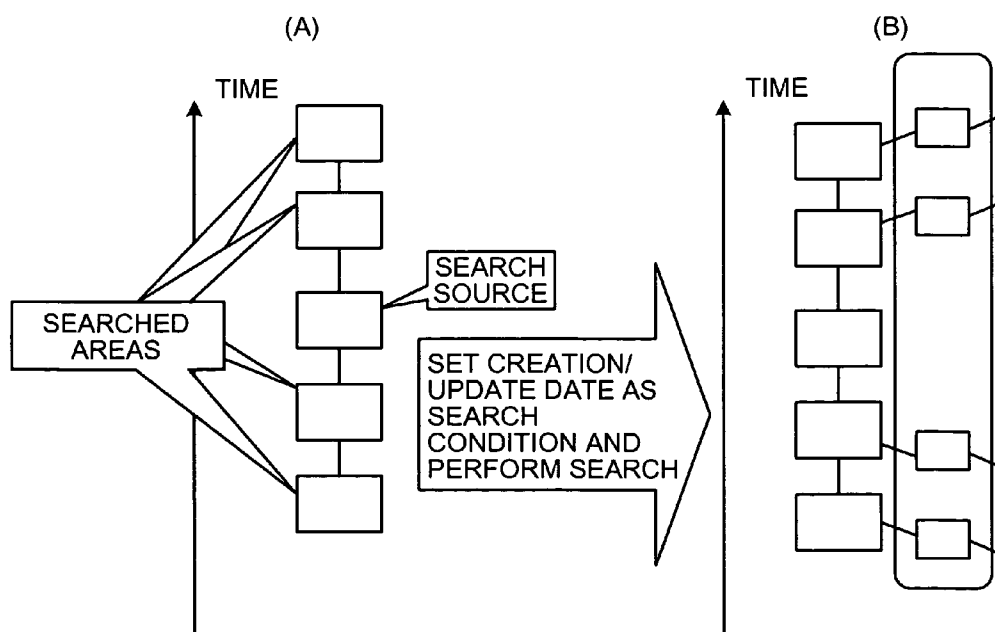 (A)
TIME
SEARCH
SOURCE
SEARCHED
AREAS
SET CREATION/
UPDATE DATE AS
SEARCH
CONDITION AND
PERFORM SEARCH
(B)
TIME